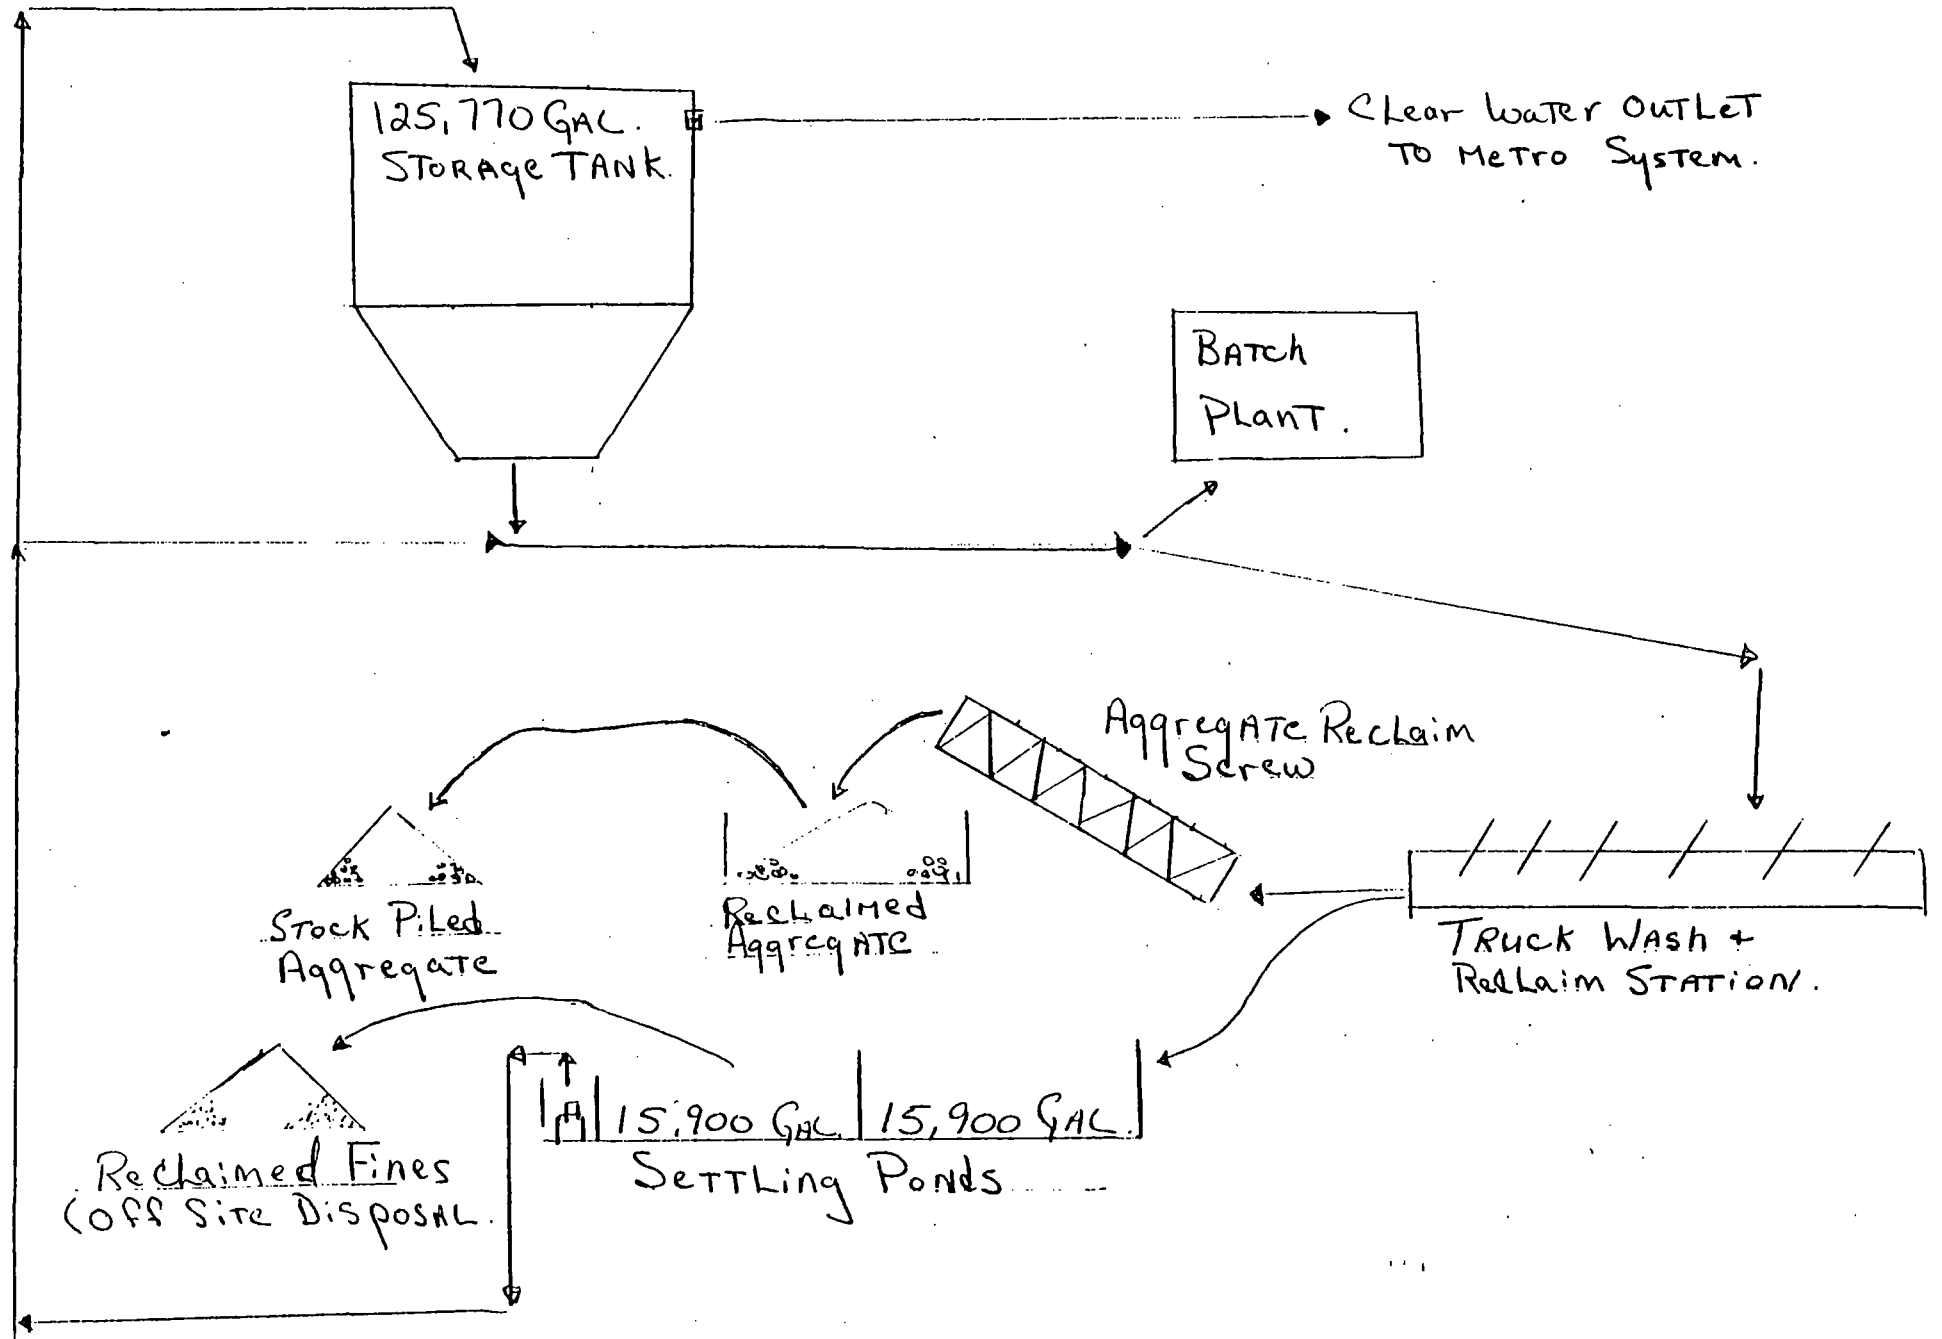 125,770 GAL.
STORAGE TANK.
CLear WATER OUTLET
TO METRO SYSTEM.
BATCH
PLANT.
AggregATE Reclaim
Screw
STOCK PiLed
AggregATE
Reclaimed
AggregATE
TRUCK WASH +
Reclaim STATION.
15,900 GAL. 15,900 GAL.
SeTTLing Ponds
Reclaimed Fines
(Off Site DisposAL.